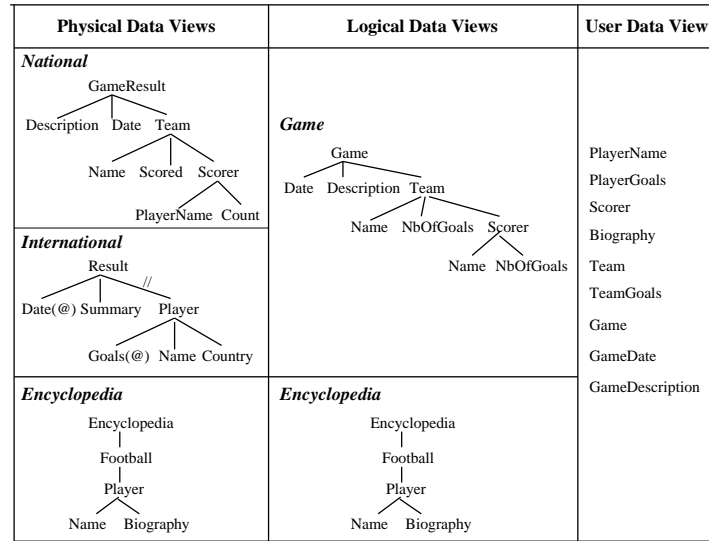 Physical Data Views
Logical Data Views
User Data View
National
GameResult
Description Date Team
Name Scored Scorer
PlayerName Count
International
Result
//
Date(@) Summary Player
Goals(@) Name Country
Encyclopedia
Encyclopedia
Football
Player
Name Biography
Game
Game
Date Description Team
Name NbOfGoals Scorer
Name NbOfGoals
Encyclopedia
Encyclopedia
Football
Player
Name Biography
PlayerName
PlayerGoals
Scorer
Biography
Team
TeamGoals
Game
GameDate
GameDescription